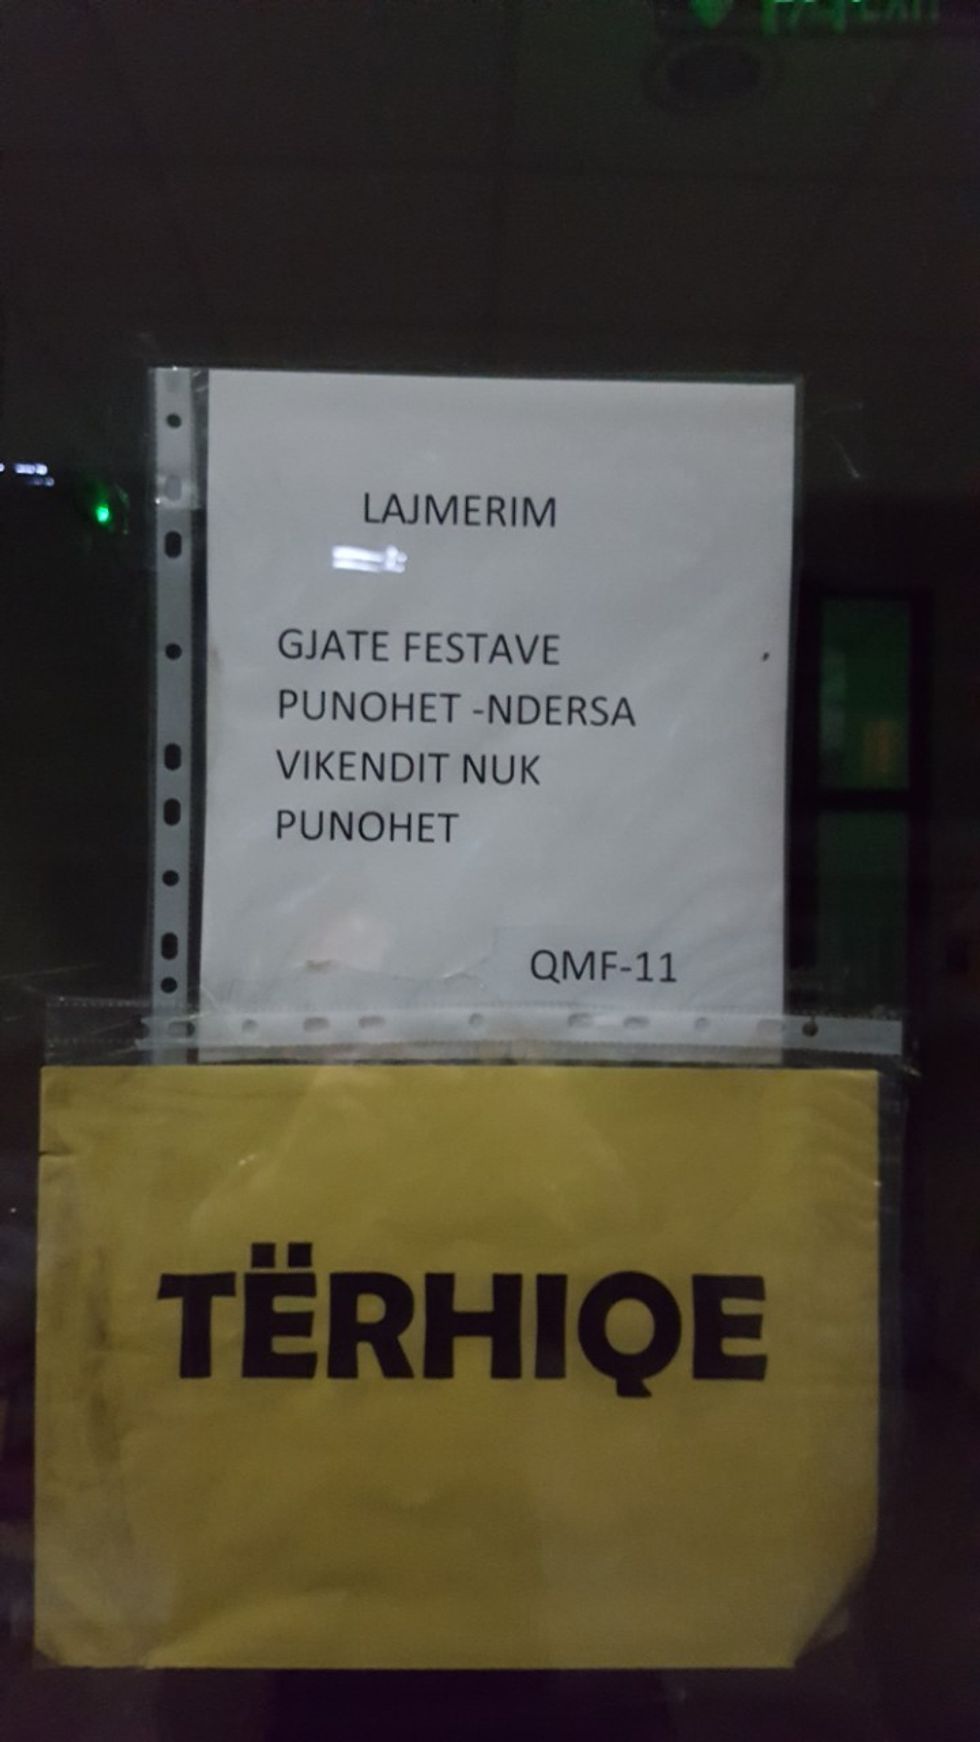 LAJMERIM
GJATE FESTAVE
PUNOHET -NDERSA
VIKENDIT NUK
PUNOHET
QMF-11
TËRHIQE